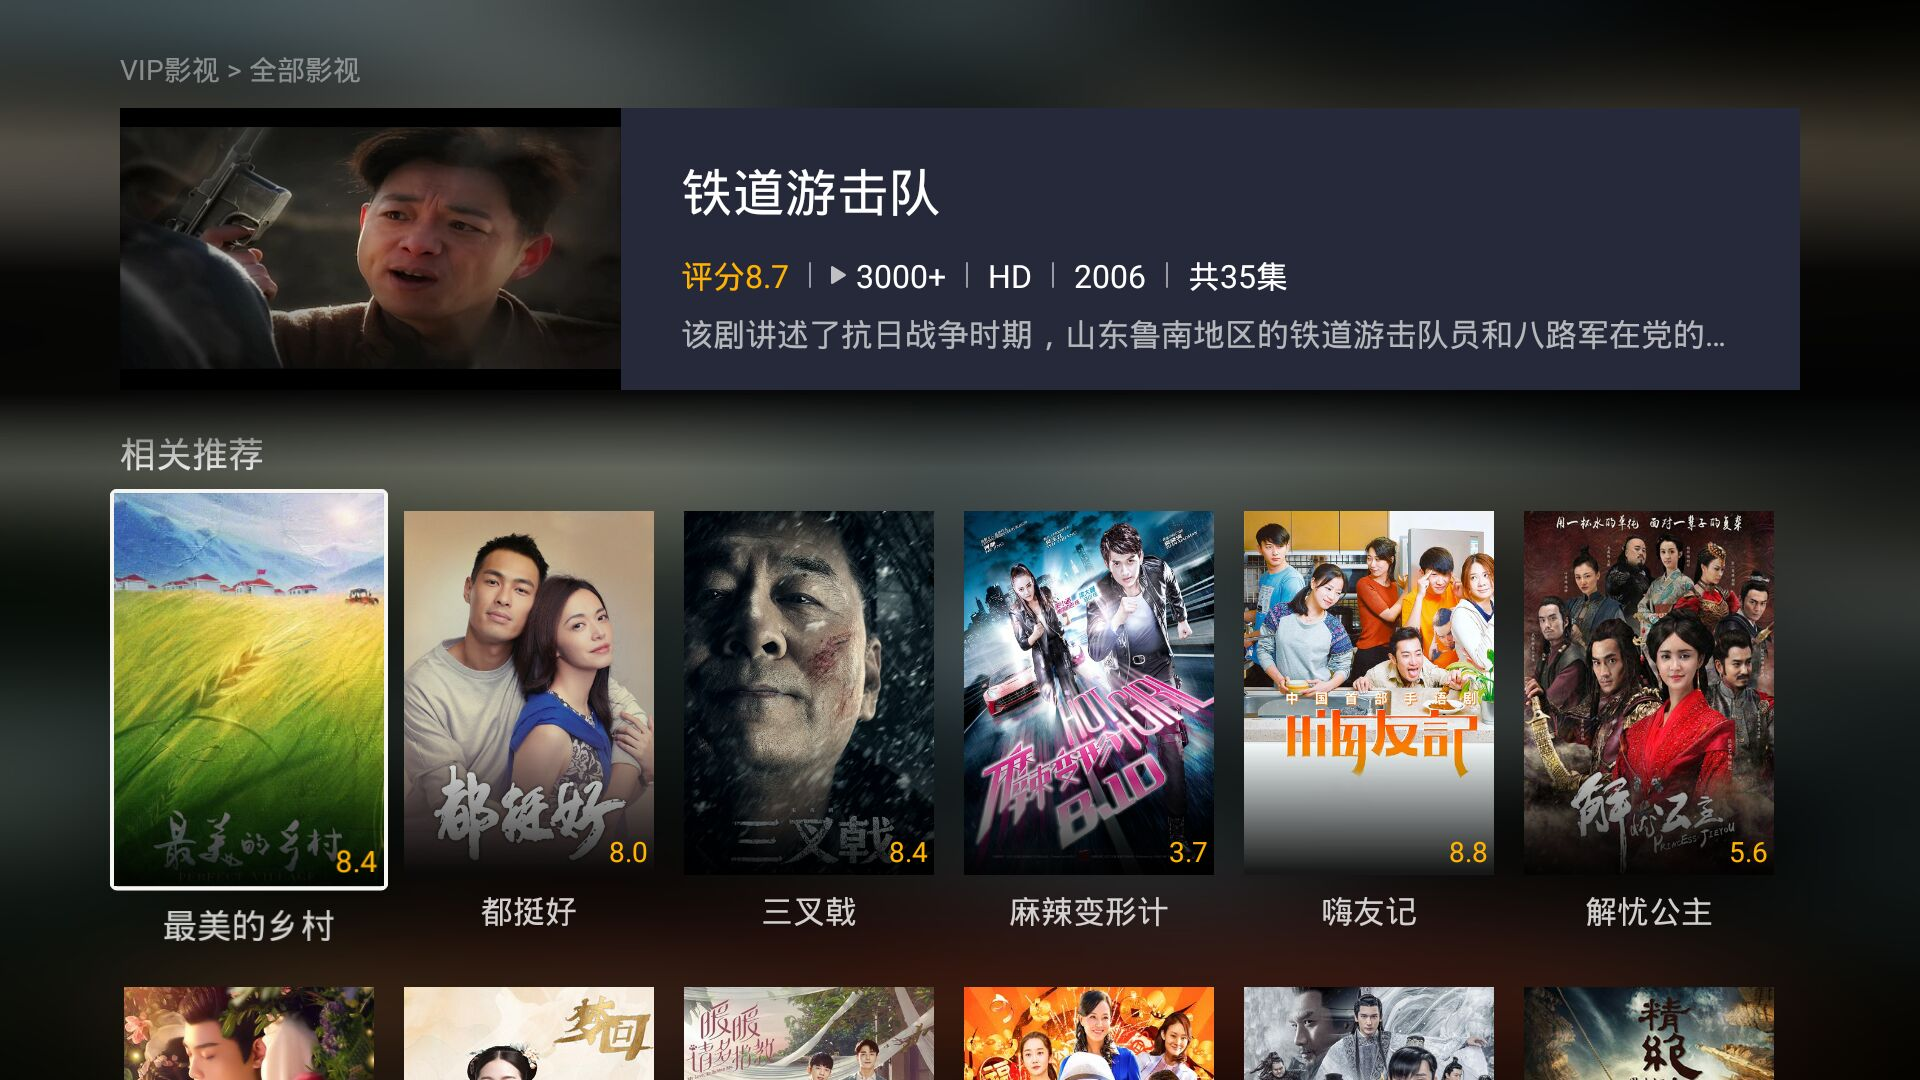 VIP影视 > 全部影视
铁道游击队
评分8.7 | 3000+ | HD | 2006 | 共35集
该剧讲述了抗日战争时期，山东鲁南地区的铁道游击队员和八路军在党的...
相关推荐
最美的乡村
PERFECT VILLAGE
8.4
都挺好
8.0
三叉戟
8.4
HOT GIRL
麻辣变形计
8.10
3.7
中国首部手语剧
嗨友記
8.8
用一杯水的单纯 面对一辈子的复杂
解忧公主
PRINCESS·JIEYOU
5.6
最美的乡村
都挺好
三叉戟
麻辣变形计
嗨友记
解忧公主
梦回
暖暖
请多指教
精绝